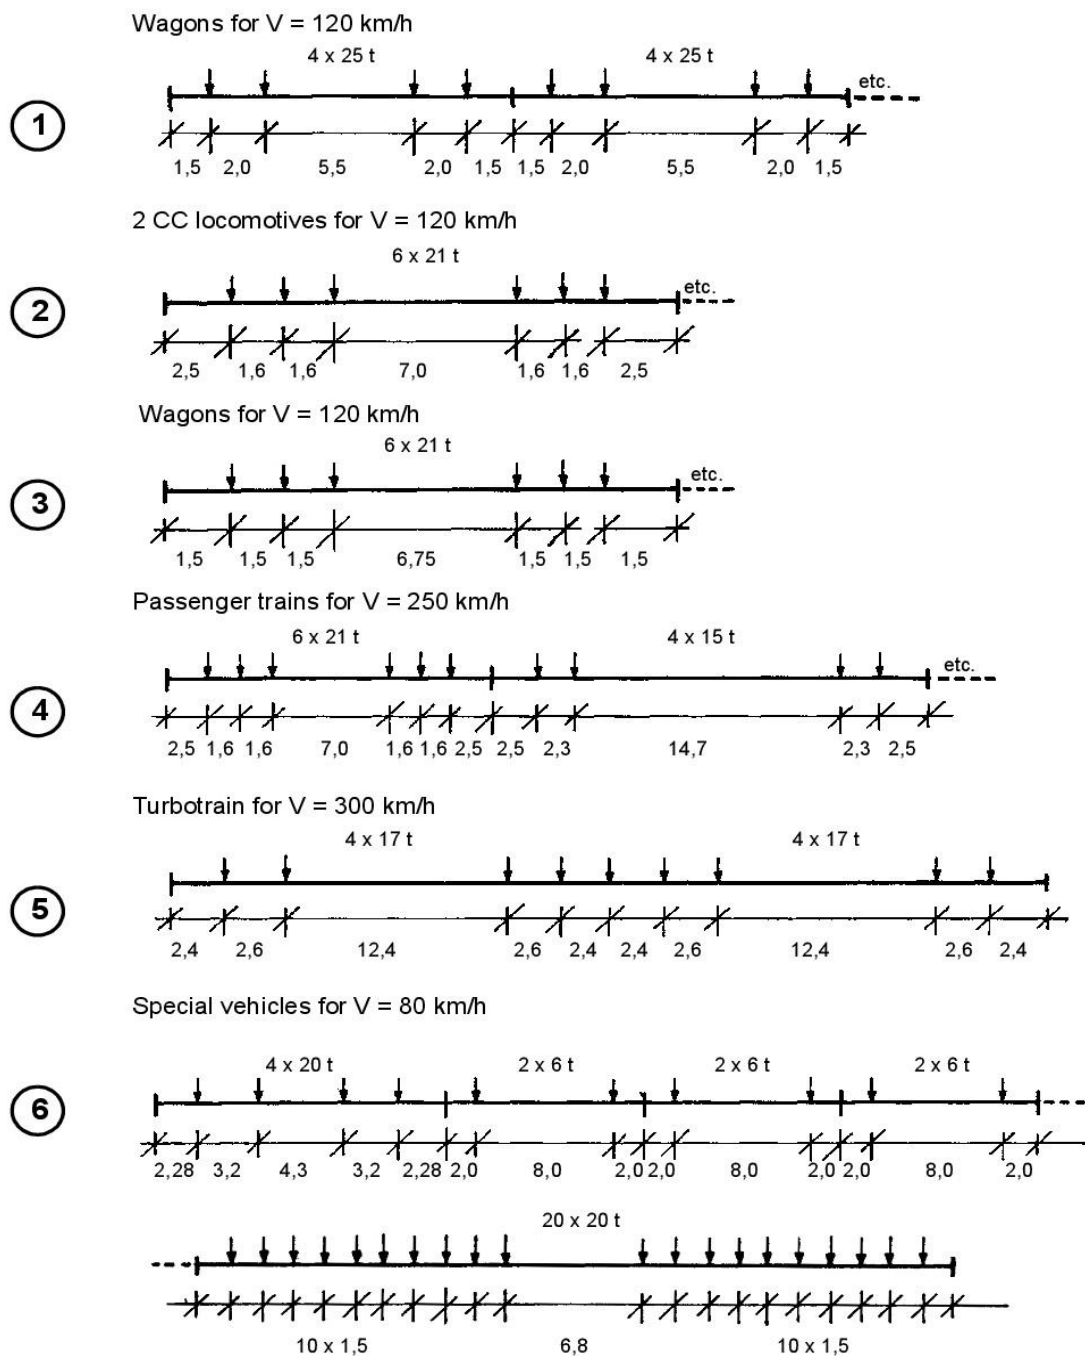 Wagons for V = 120 km/h
4 x 25 t 4 x 25 t
etc.
1
1,5 2,0 5,5 2,0 1,5 1,5 2,0 5,5 2,0 1,5
2 CC locomotives for V = 120 km/h
6 x 21 t
etc.
2
2,5 1,6 1,6 7,0 1,6 1,6 2,5
Wagons for V = 120 km/h
6 x 21 t
etc.
3
1,5 1,5 1,5 6,75 1,5 1,5 1,5
Passenger trains for V = 250 km/h
6 x 21 t 4 x 15 t
etc.
4
2,5 1,6 1,6 7,0 1,6 1,6 2,5 2,5 2,3 14,7 2,3 2,5
Turbotrain for V = 300 km/h
4 x 17 t 4 x 17 t
5
2,4 2,6 12,4 2,6 2,4 2,4 2,6 12,4 2,6 2,4
Special vehicles for V = 80 km/h
4 x 20 t 2 x 6 t 2 x 6 t 2 x 6 t
6
2,28 3,2 4,3 3,2 2,28 2,0 8,0 2,0 2,0 8,0 2,0 2,0 8,0 2,0
20 x 20 t
10 x 1,5 6,8 10 x 1,5